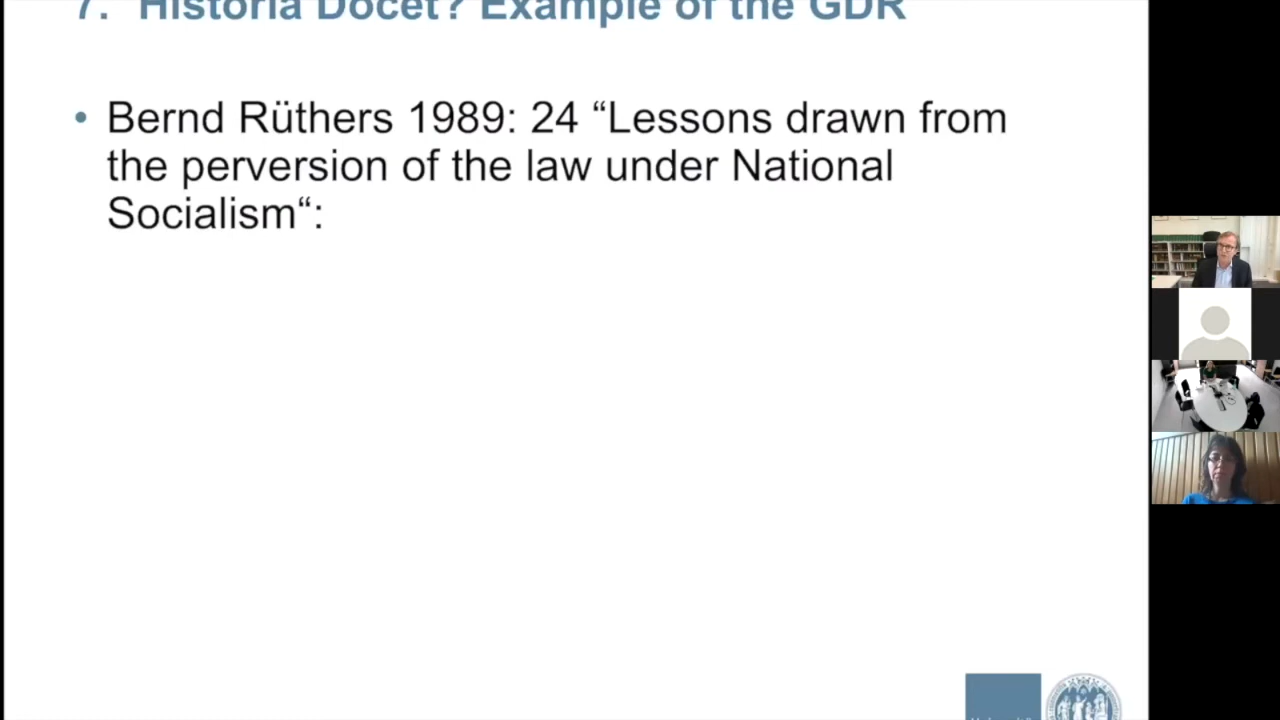 7. Historia Docet? Example of the GDR
• Bernd Rüthers 1989: 24 “Lessons drawn from
the perversion of the law under National
Socialism“: